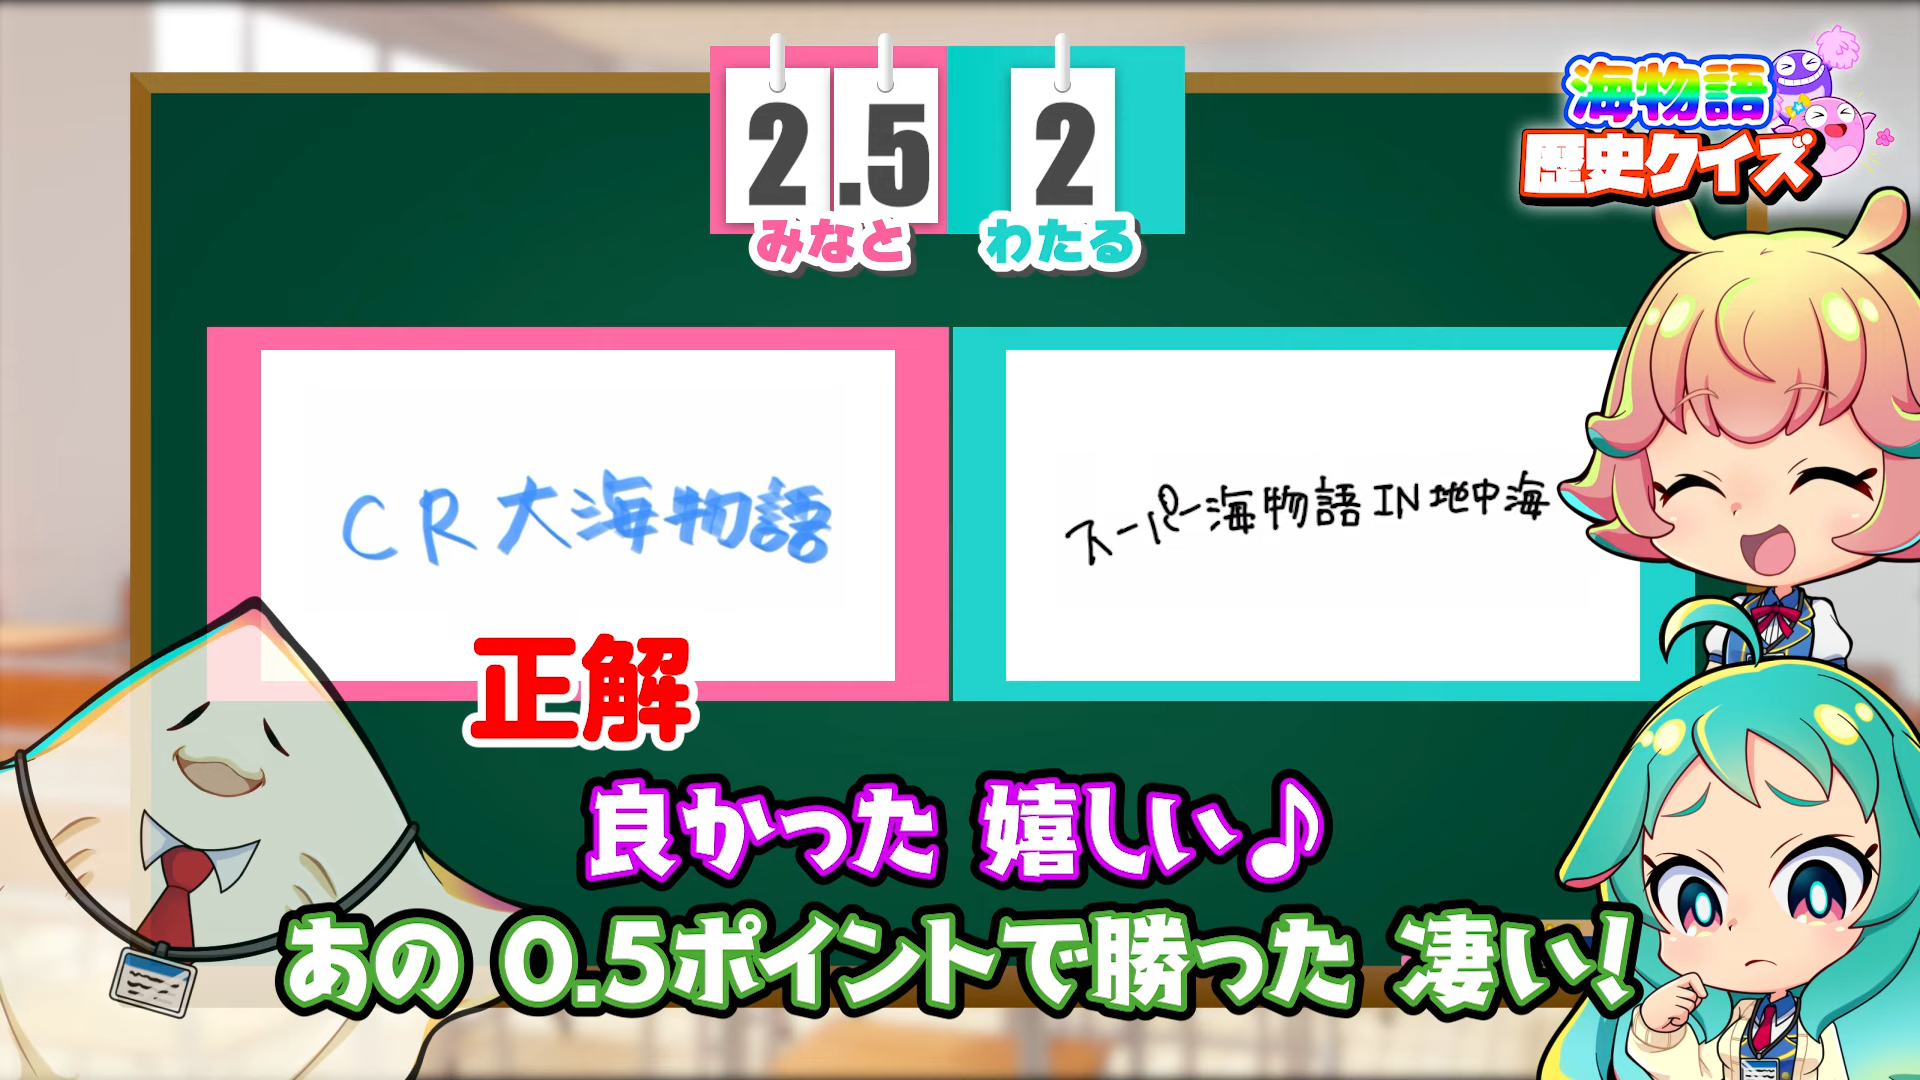 海物語
歴史クイズ
2.5
みなと
2
わたる
CR大海物語
スーパー海物語IN地中海
正解
良かった 嬉しい♪
あの 0.5ポイントで勝った 凄い!